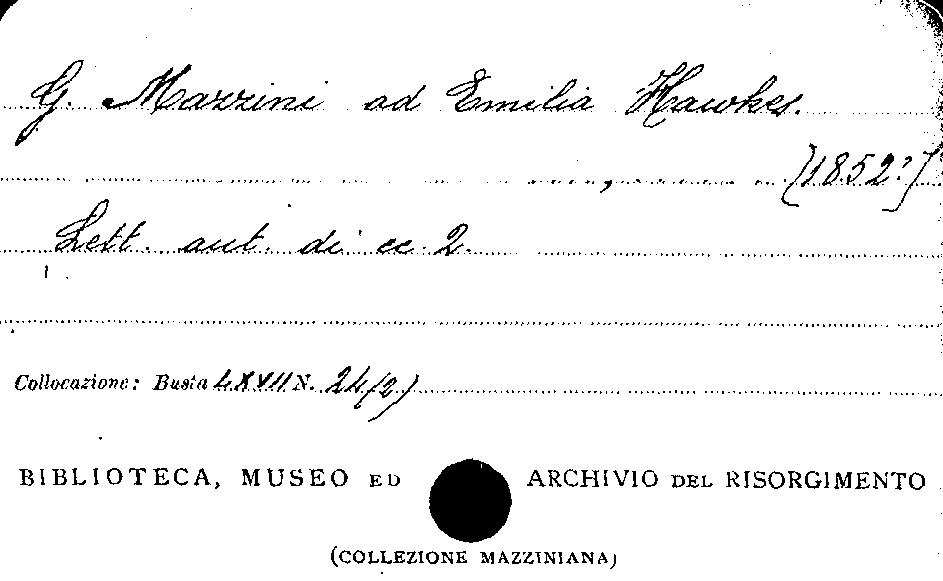 G. Mazzini ad Emilia Hawkes.
[1852?]
Lett. aut. di cc. 2.
Collocazione: Busta LXVII N. 24(2)
BIBLIOTECA, MUSEO ED ARCHIVIO DEL RISORGIMENTO
(COLLEZIONE MAZZINIANA)